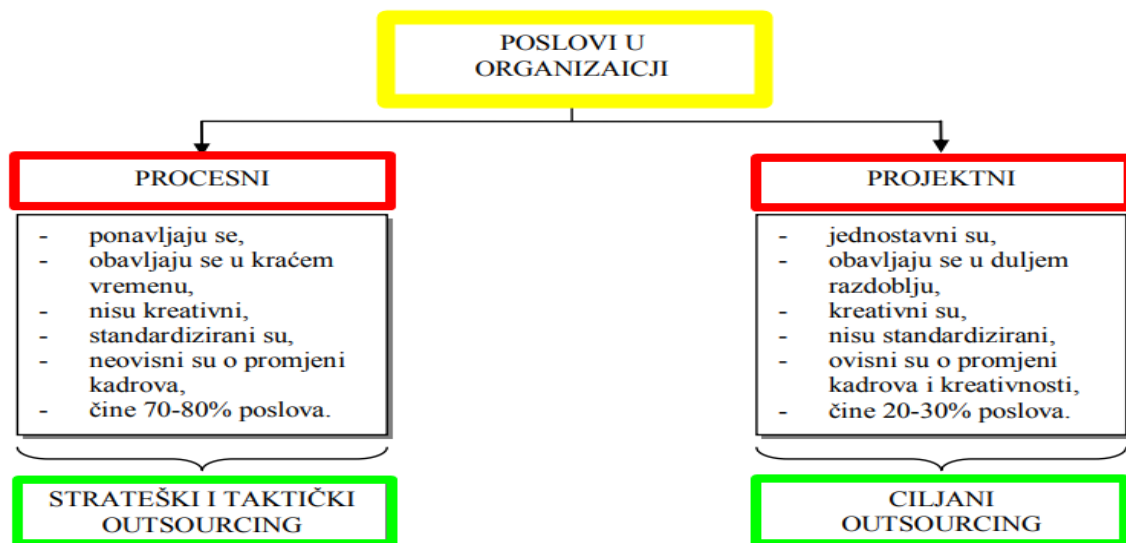 POSLOVI U
ORGANIZAICJI
PROCESNI
- ponavljaju se,
- obavljaju se u kraćem
vremenu,
- nisu kreativni,
- standardizirani su,
- neovisni su o promjeni
kadrova,
- čine 70-80% poslova.
STRATEŠKI I TAKTIČKI
OUTSOURCING
PROJEKTNI
- jednostavni su,
- obavljaju se u duljem
razdoblju,
- kreativni su,
- nisu standardizirani,
- ovisni su o promjeni
kadrova i kreativnosti,
- čine 20-30% poslova.
CILJANI
OUTSOURCING